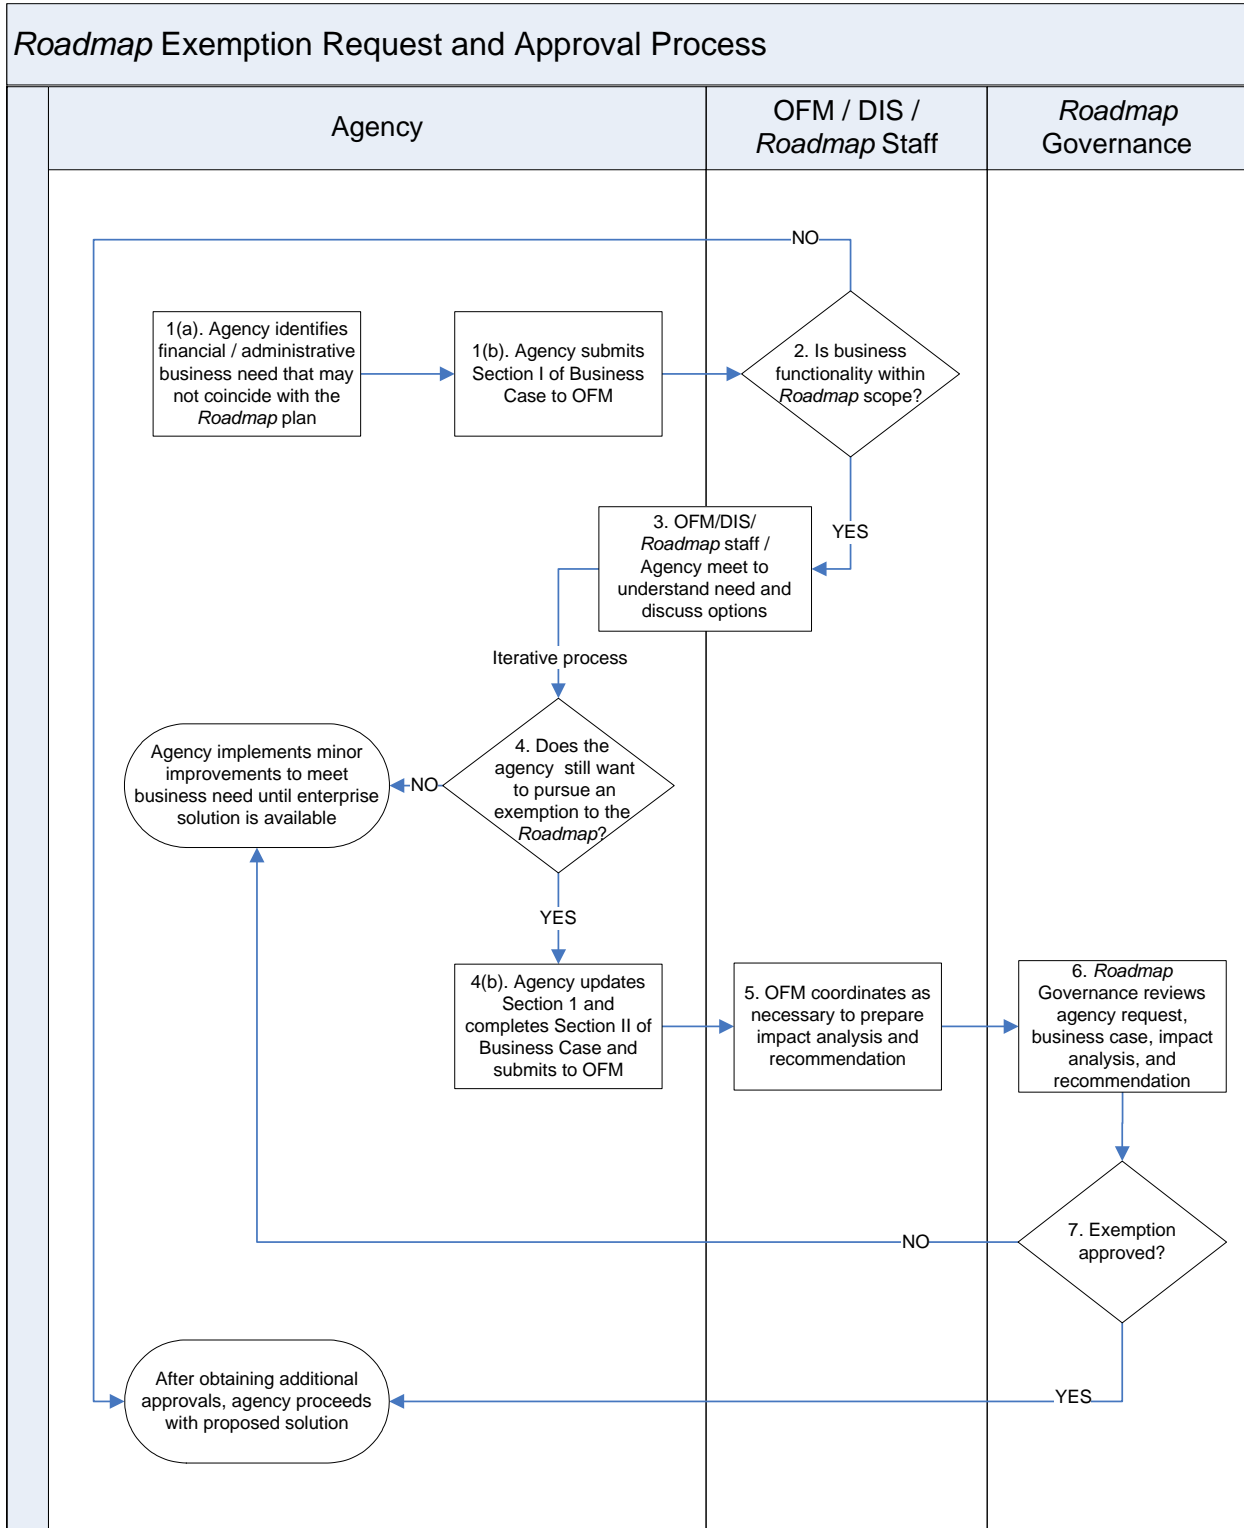 Roadmap Exemption Request and Approval Process
Agency
OFM / DIS /
Roadmap Staff
Roadmap
Governance
NO
1(a). Agency identifies
financial / administrative
business need that may
not coincide with the
Roadmap plan
1(b). Agency submits
Section I of Business
Case to OFM
2. Is business
functionality within
Roadmap scope?
YES
3. OFM/DIS/
Roadmap staff /
Agency meet to
understand need and
discuss options
Iterative process
4. Does the
agency still want
to pursue an
exemption to the
Roadmap?
NO
Agency implements minor
improvements to meet
business need until enterprise
solution is available
YES
4(b). Agency updates
Section 1 and
completes Section II of
Business Case and
submits to OFM
5. OFM coordinates as
necessary to prepare
impact analysis and
recommendation
6. Roadmap
Governance reviews
agency request,
business case, impact
analysis, and
recommendation
7. Exemption
approved?
NO
YES
After obtaining additional
approvals, agency proceeds
with proposed solution